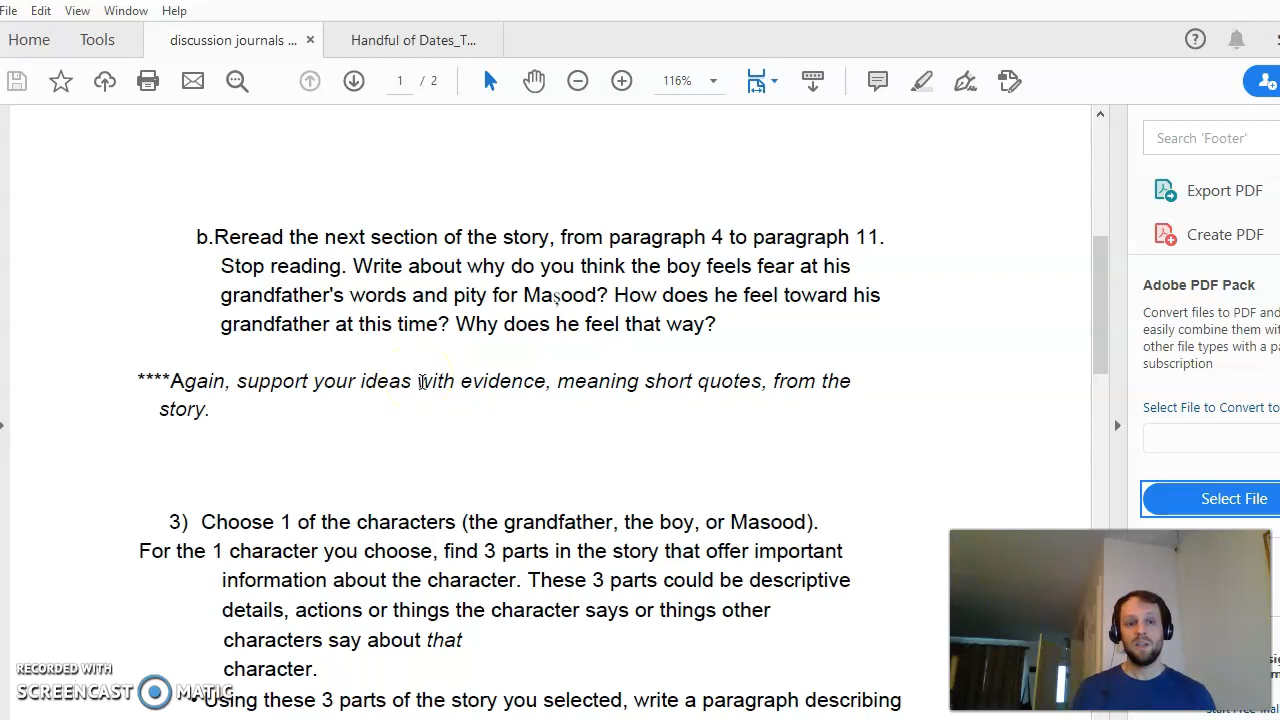 File Edit View Window Help
Home Tools discussion journals ... × Handful of Dates_T...
1 / 2 116%
Search 'Footer'
Export PDF
Create PDF
Adobe PDF Pack
Convert files to PDF and
easily combine them with
other file types with a pa
subscription
Select File to Convert to
Select File
b.Reread the next section of the story, from paragraph 4 to paragraph 11.
Stop reading. Write about why do you think the boy feels fear at his
grandfather's words and pity for Maşood? How does he feel toward his
grandfather at this time? Why does he feel that way?
****Again, support your ideas with evidence, meaning short quotes, from the
story.
3) Choose 1 of the characters (the grandfather, the boy, or Masood).
For the 1 character you choose, find 3 parts in the story that offer important
information about the character. These 3 parts could be descriptive
details, actions or things the character says or things other
characters say about that
character.
• Using these 3 parts of the story you selected, write a paragraph describing
RECORDED WITH
SCREENCAST MATIC